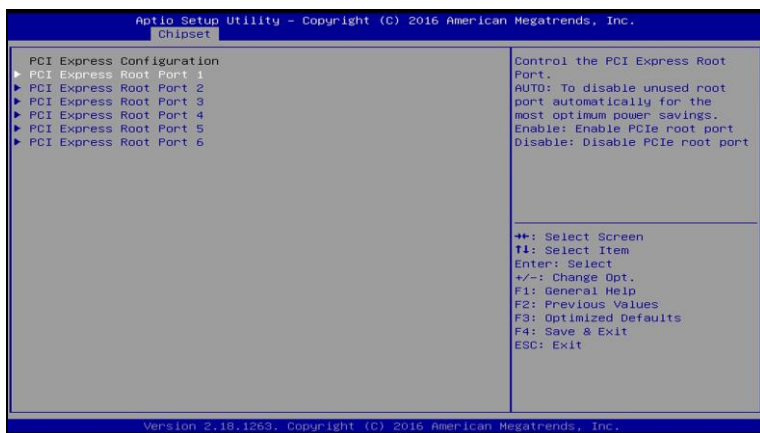 Aptio Setup Utility – Copyright (C) 2016 American Megatrends, Inc.
Chipset
PCI Express Configuration
▶ PCI Express Root Port 1
▶ PCI Express Root Port 2
▶ PCI Express Root Port 3
▶ PCI Express Root Port 4
▶ PCI Express Root Port 5
▶ PCI Express Root Port 6
Control the PCI Express Root
Port.
AUTO: To disable unused root
port automatically for the
most optimum power savings.
Enable: Enable PCIe root port
Disable: Disable PCIe root port
→←: Select Screen
↑↓: Select Item
Enter: Select
+/-: Change Opt.
F1: General Help
F2: Previous Values
F3: Optimized Defaults
F4: Save & Exit
ESC: Exit
Version 2.18.1263. Copyright (C) 2016 American Megatrends, Inc.